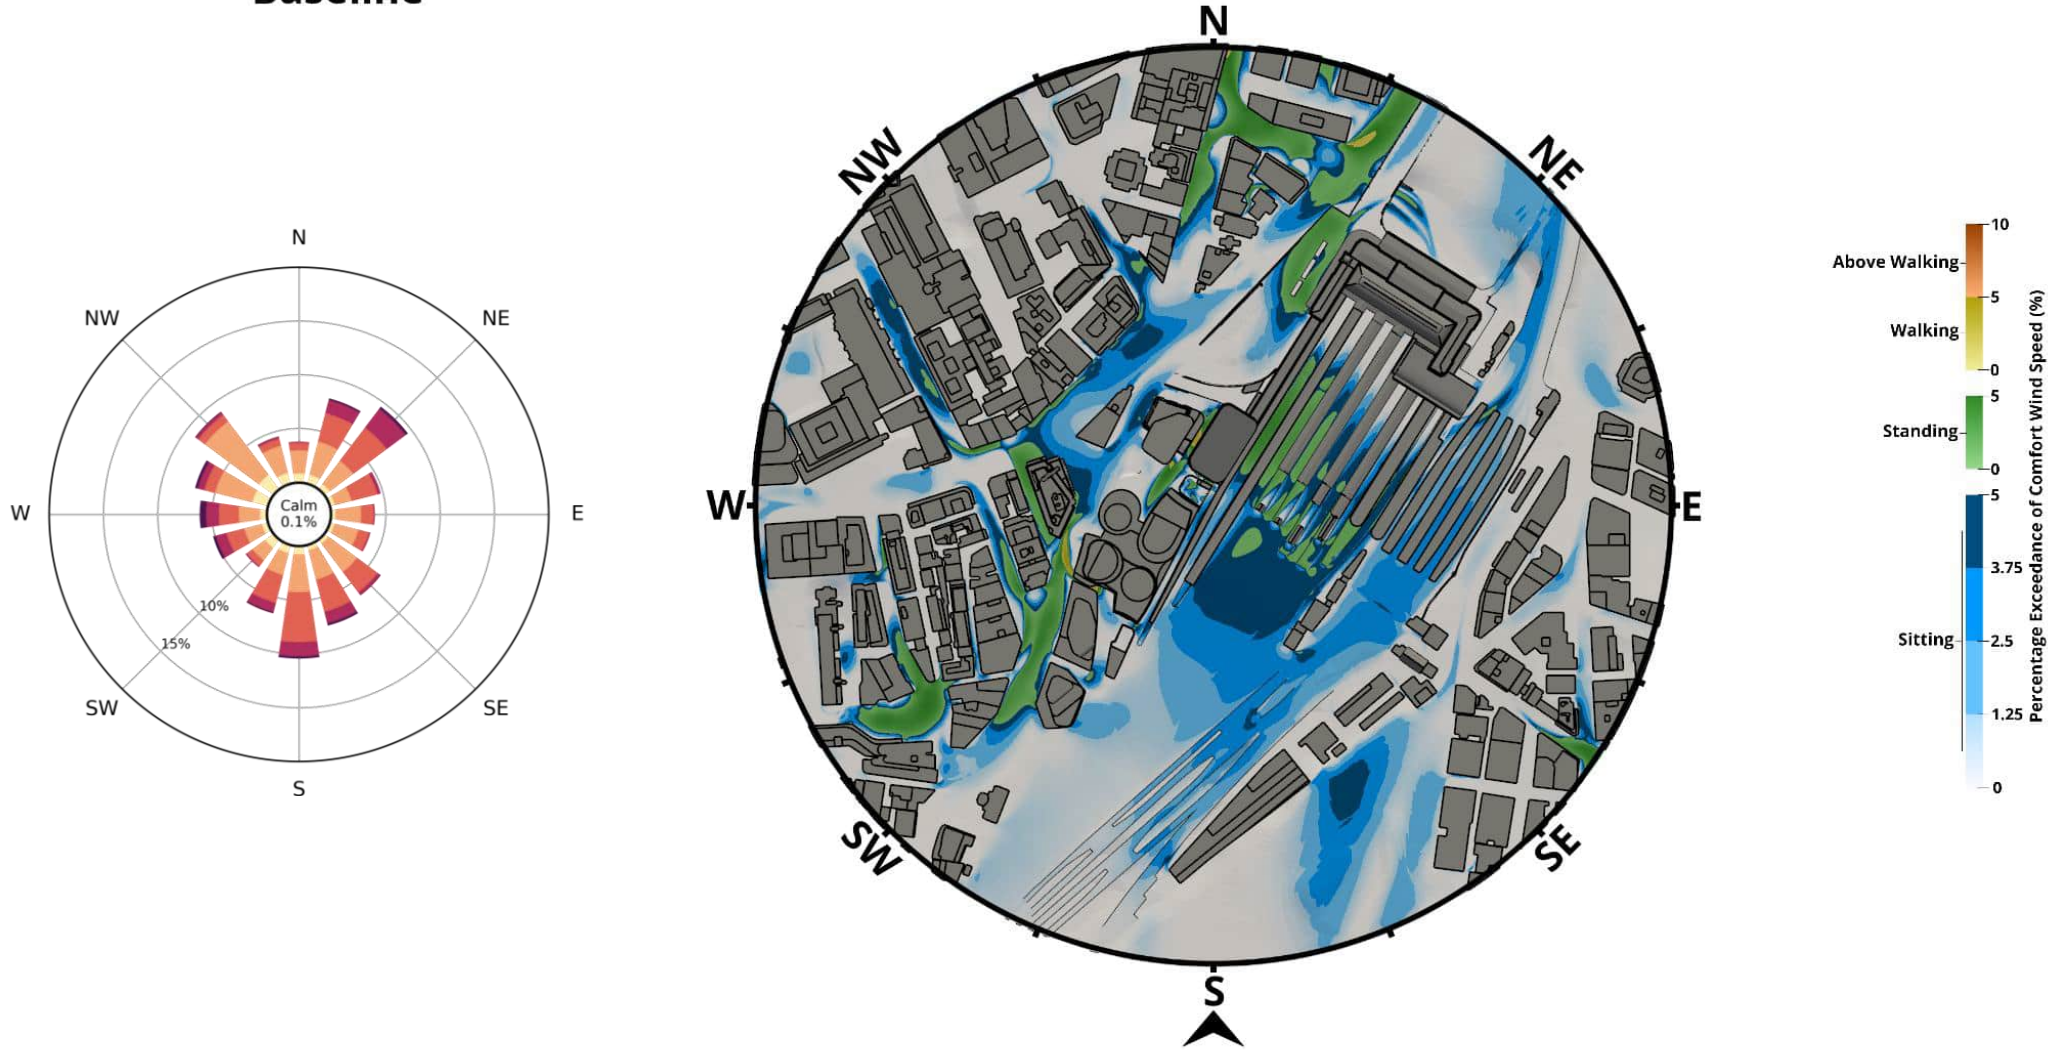 Baseline
N
NW
NE
W
Calm
0.1%
E
10%
15%
SW
SE
S
N
NW
NE
W
E
SW
SE
S
10
Above Walking
5
Walking
0
5
Standing
0
5
3.75
2.5
Sitting
1.25
0
Percentage Exceedance of Comfort Wind Speed (%)